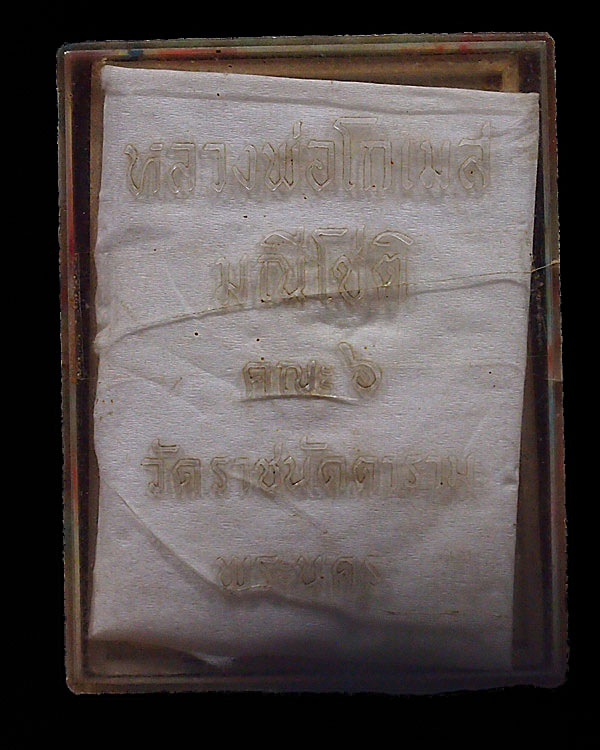 หลวงพ่อโกเมส
มณีโชติ
คณะ ๖
วัดราชนัดดาราม
พระนคร